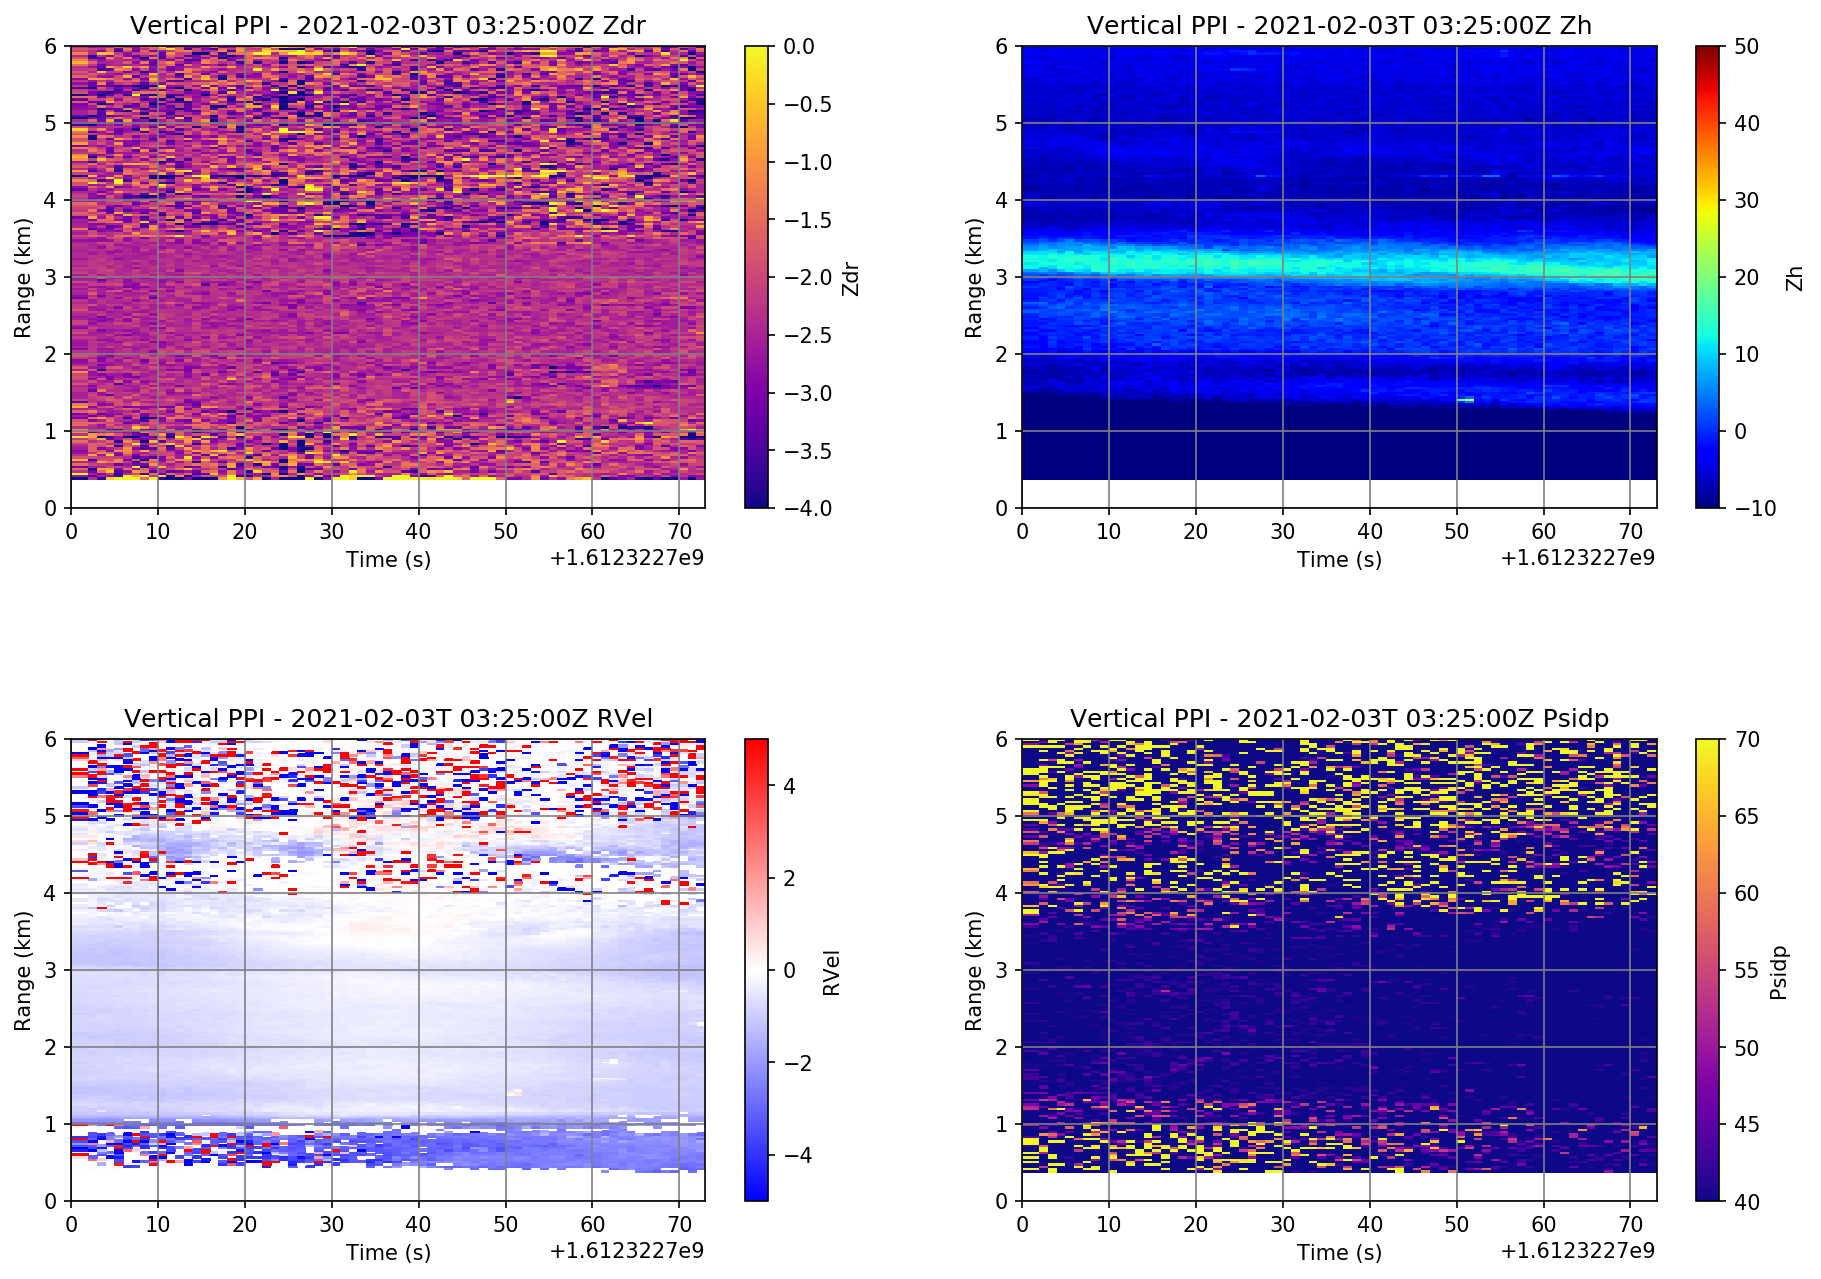 Vertical PPI - 2021-02-03T 03:25:00Z Zdr
6
5
4
3
2
1
0
Range (km)
0 10 20 30 40 50 60 70
Time (s)
+1.6123227e9
0.0
−0.5
−1.0
−1.5
−2.0
−2.5
−3.0
−3.5
−4.0
Zdr
Vertical PPI - 2021-02-03T 03:25:00Z Zh
6
5
4
3
2
1
0
Range (km)
0 10 20 30 40 50 60 70
Time (s)
+1.6123227e9
50
40
30
20
10
0
−10
Zh
Vertical PPI - 2021-02-03T 03:25:00Z RVel
6
5
4
3
2
1
0
Range (km)
0 10 20 30 40 50 60 70
Time (s)
+1.6123227e9
4
2
0
−2
−4
RVel
Vertical PPI - 2021-02-03T 03:25:00Z Psidp
6
5
4
3
2
1
0
Range (km)
0 10 20 30 40 50 60 70
Time (s)
+1.6123227e9
70
65
60
55
50
45
40
Psidp